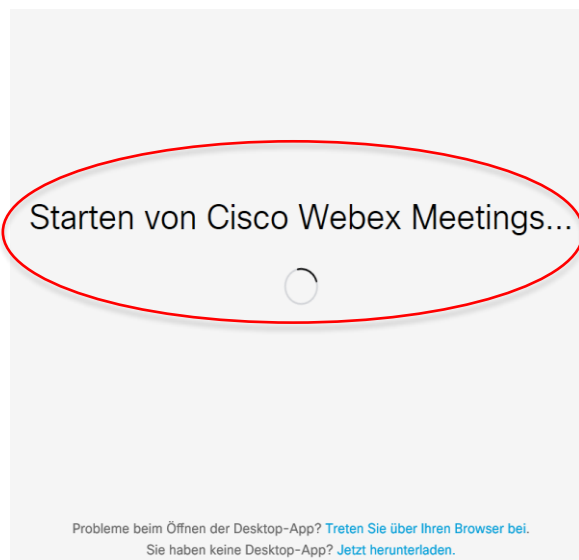 Starten von Cisco Webex Meetings...
Probleme beim Öffnen der Desktop-App? Treten Sie über Ihren Browser bei.
Sie haben keine Desktop-App? Jetzt herunterladen.